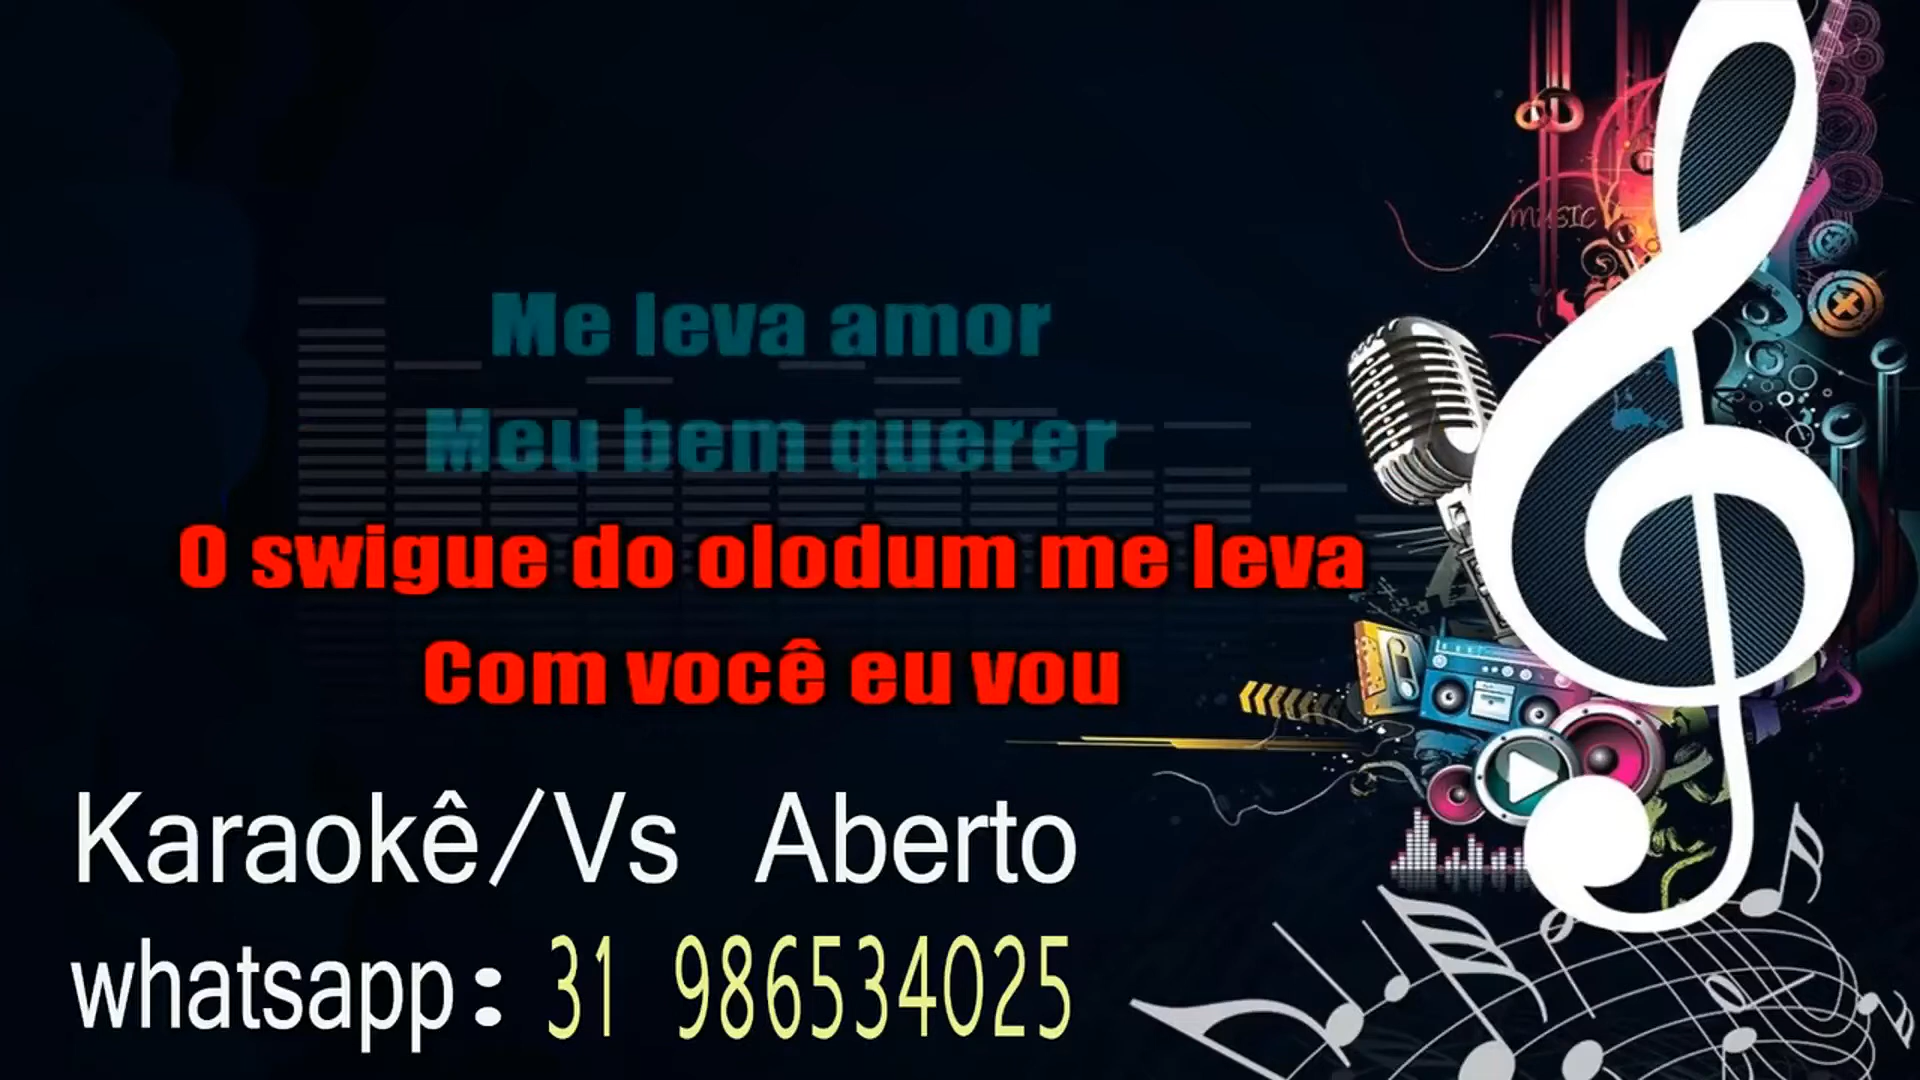 MUSIC
Me leva amor
Meu bem querer
O swigue do olodum me leva
Com você eu vou
Karaokê/Vs Aberto
whatsapp: 31 986534025